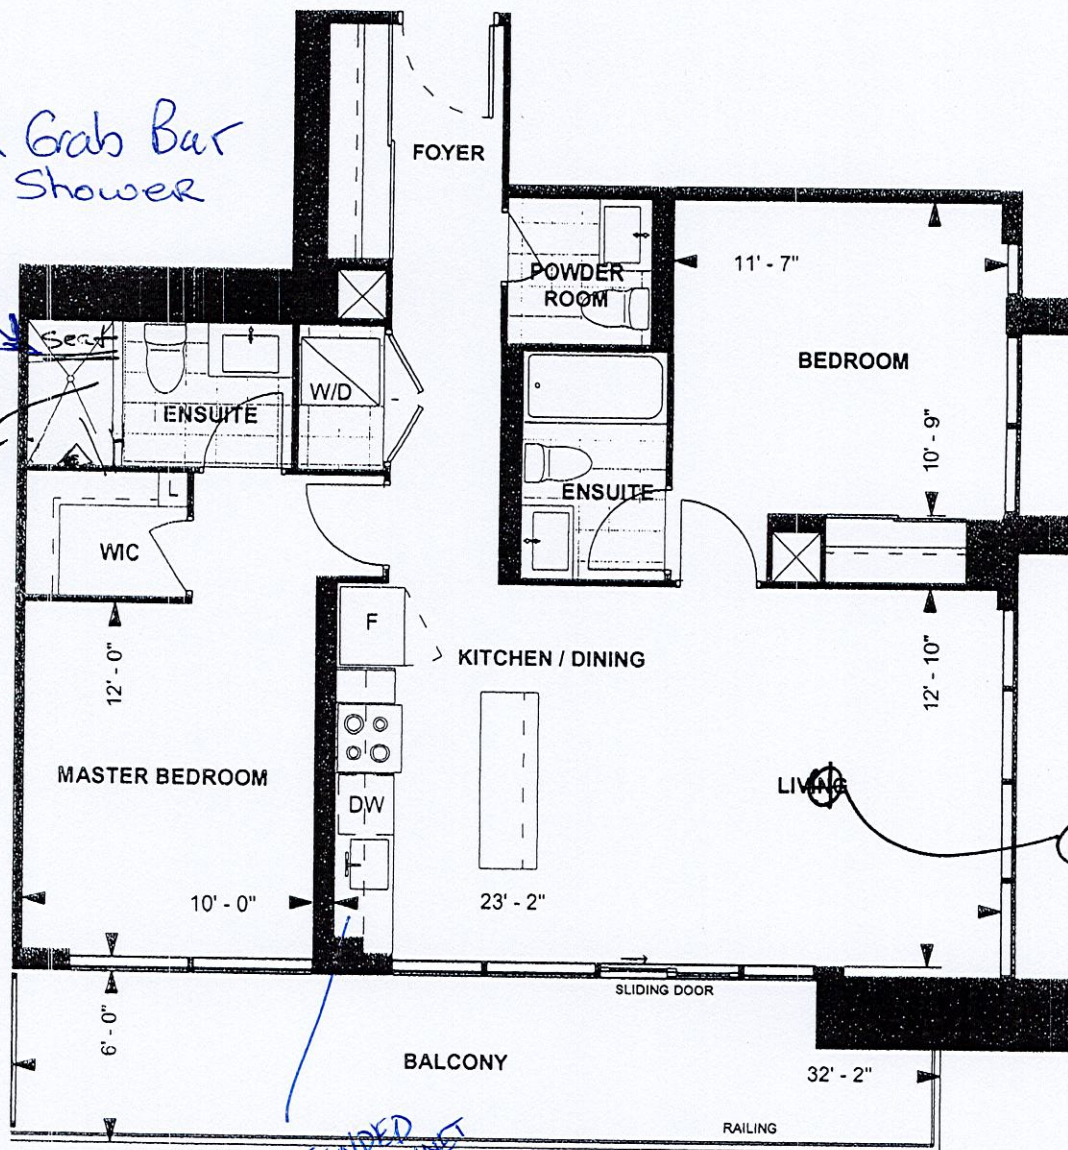 Grab Bar
Shower
FOYER
POWDER
ROOM
11' - 7"
BEDROOM
10' - 9"
seat
ENSUITE
W/D
ENSUITE
L
WIC
F
KITCHEN / DINING
12' - 0"
12' - 10"
MASTER BEDROOM
LIVING
DW
10' - 0"
23' - 2"
SLIDING DOOR
6' - 0"
BALCONY
32' - 2"
RAILING